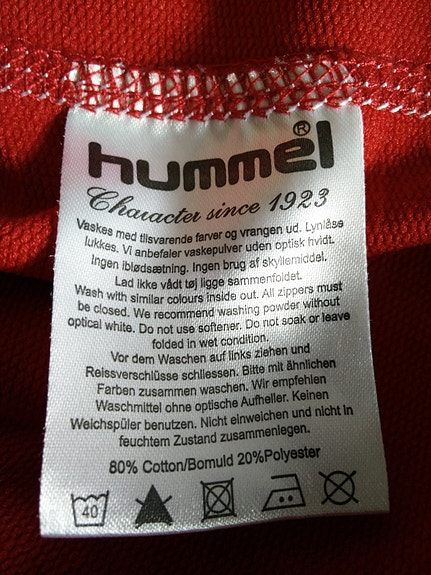 hummel®
Character since 1923
Vaskes med tilsvarende farver og vrangen ud. Lynlåse
lukkes. Vi anbefaler vaskepulver uden optisk hvidt.
Ingen iblødsætning. Ingen brug af skyllemiddel.
Lad ikke vådt tøj ligge sammenfoldet.
Wash with similar colours inside out. All zippers must
be closed. We recommend washing powder without
optical white. Do not use softener. Do not soak or leave
folded in wet condition.
Vor dem Waschen auf links ziehen und
Reissverschlüsse schliessen. Bitte mit ähnlichen
Farben zusammen waschen. Wir empfehlen
Waschmittel ohne optische Aufheller. Keinen
Weichspüler benutzen. Nicht einweichen und nicht in
feuchtem Zustand zusammenlegen.
80% Cotton/Bomuld 20%Polyester
40